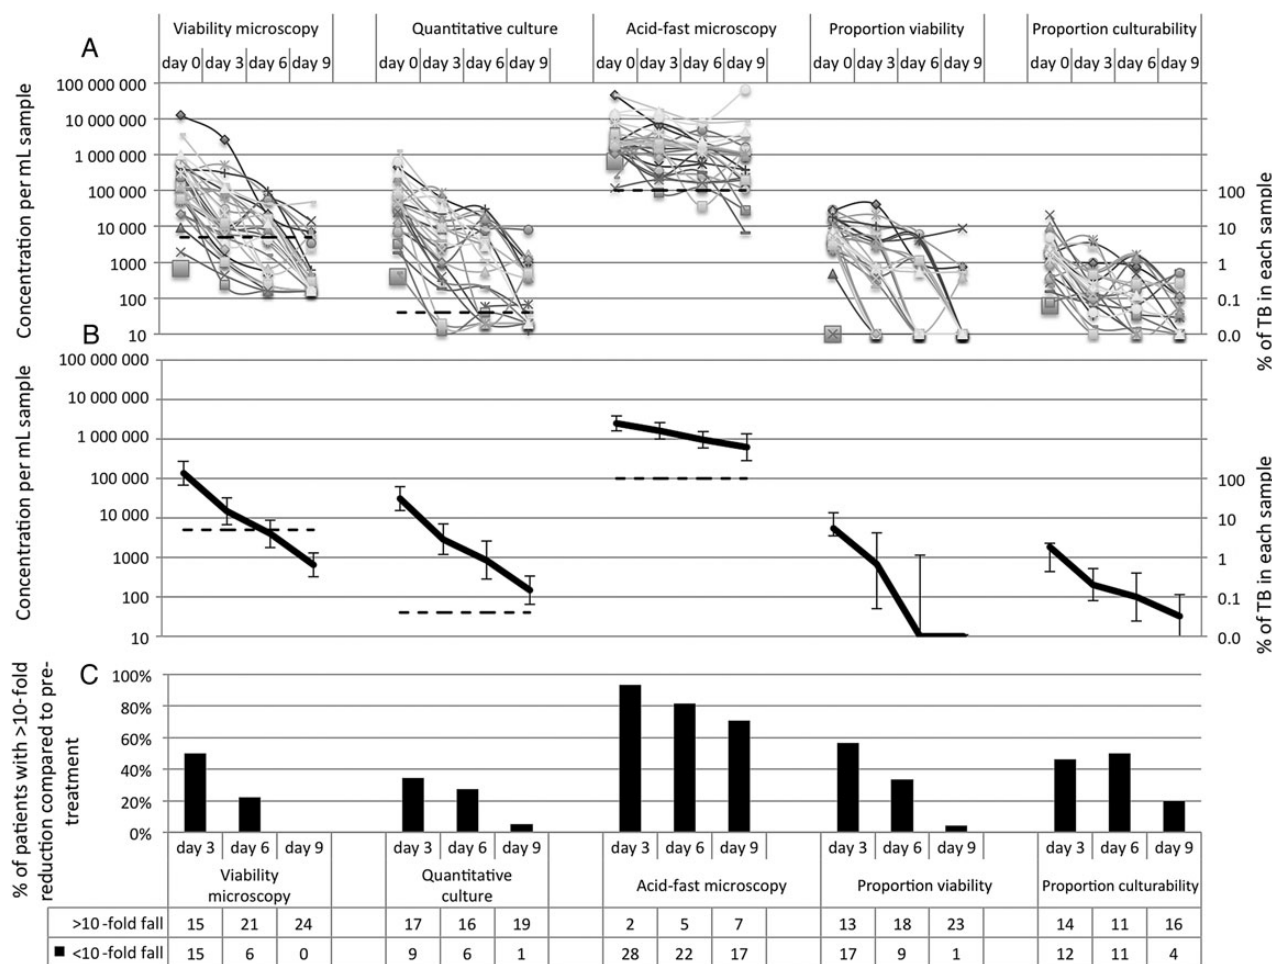 A
Viability microscopy Quantitative culture Acid-fast microscopy Proportion viability Proportion culturability
day 0 day 3 day 6 day 9 day 0 day 3 day 6 day 9 day 0 day 3 day 6 day 9 day 0 day 3 day 6 day 9 day 0 day 3 day 6 day 9
Concentration per mL sample
100 000 000
10 000 000
1 000 000
100 000 100
10 000 10
1000 1
100 0.1
10 0.0
% of TB in each sample
B
Concentration per mL sample
100 000 000
10 000 000
1 000 000
100 000 100
10 000 10
1000 1
100 0.1
10 0.0
% of TB in each sample
C
% of patients with >10-fold
reduction compared to pre-
treatment
100%
80%
60%
40%
20%
0%
day 3 day 6 day 9 day 3 day 6 day 9 day 3 day 6 day 9 day 3 day 6 day 9 day 3 day 6 day 9
Viability
microscopy
Quantitative
culture
Acid-fast microscopy Proportion viability Proportion culturability
>10-fold fall 15 21 24 17 16 19 2 5 7 13 18 23 14 11 16
<10-fold fall 15 6 0 9 6 1 28 22 17 17 9 1 12 11 4